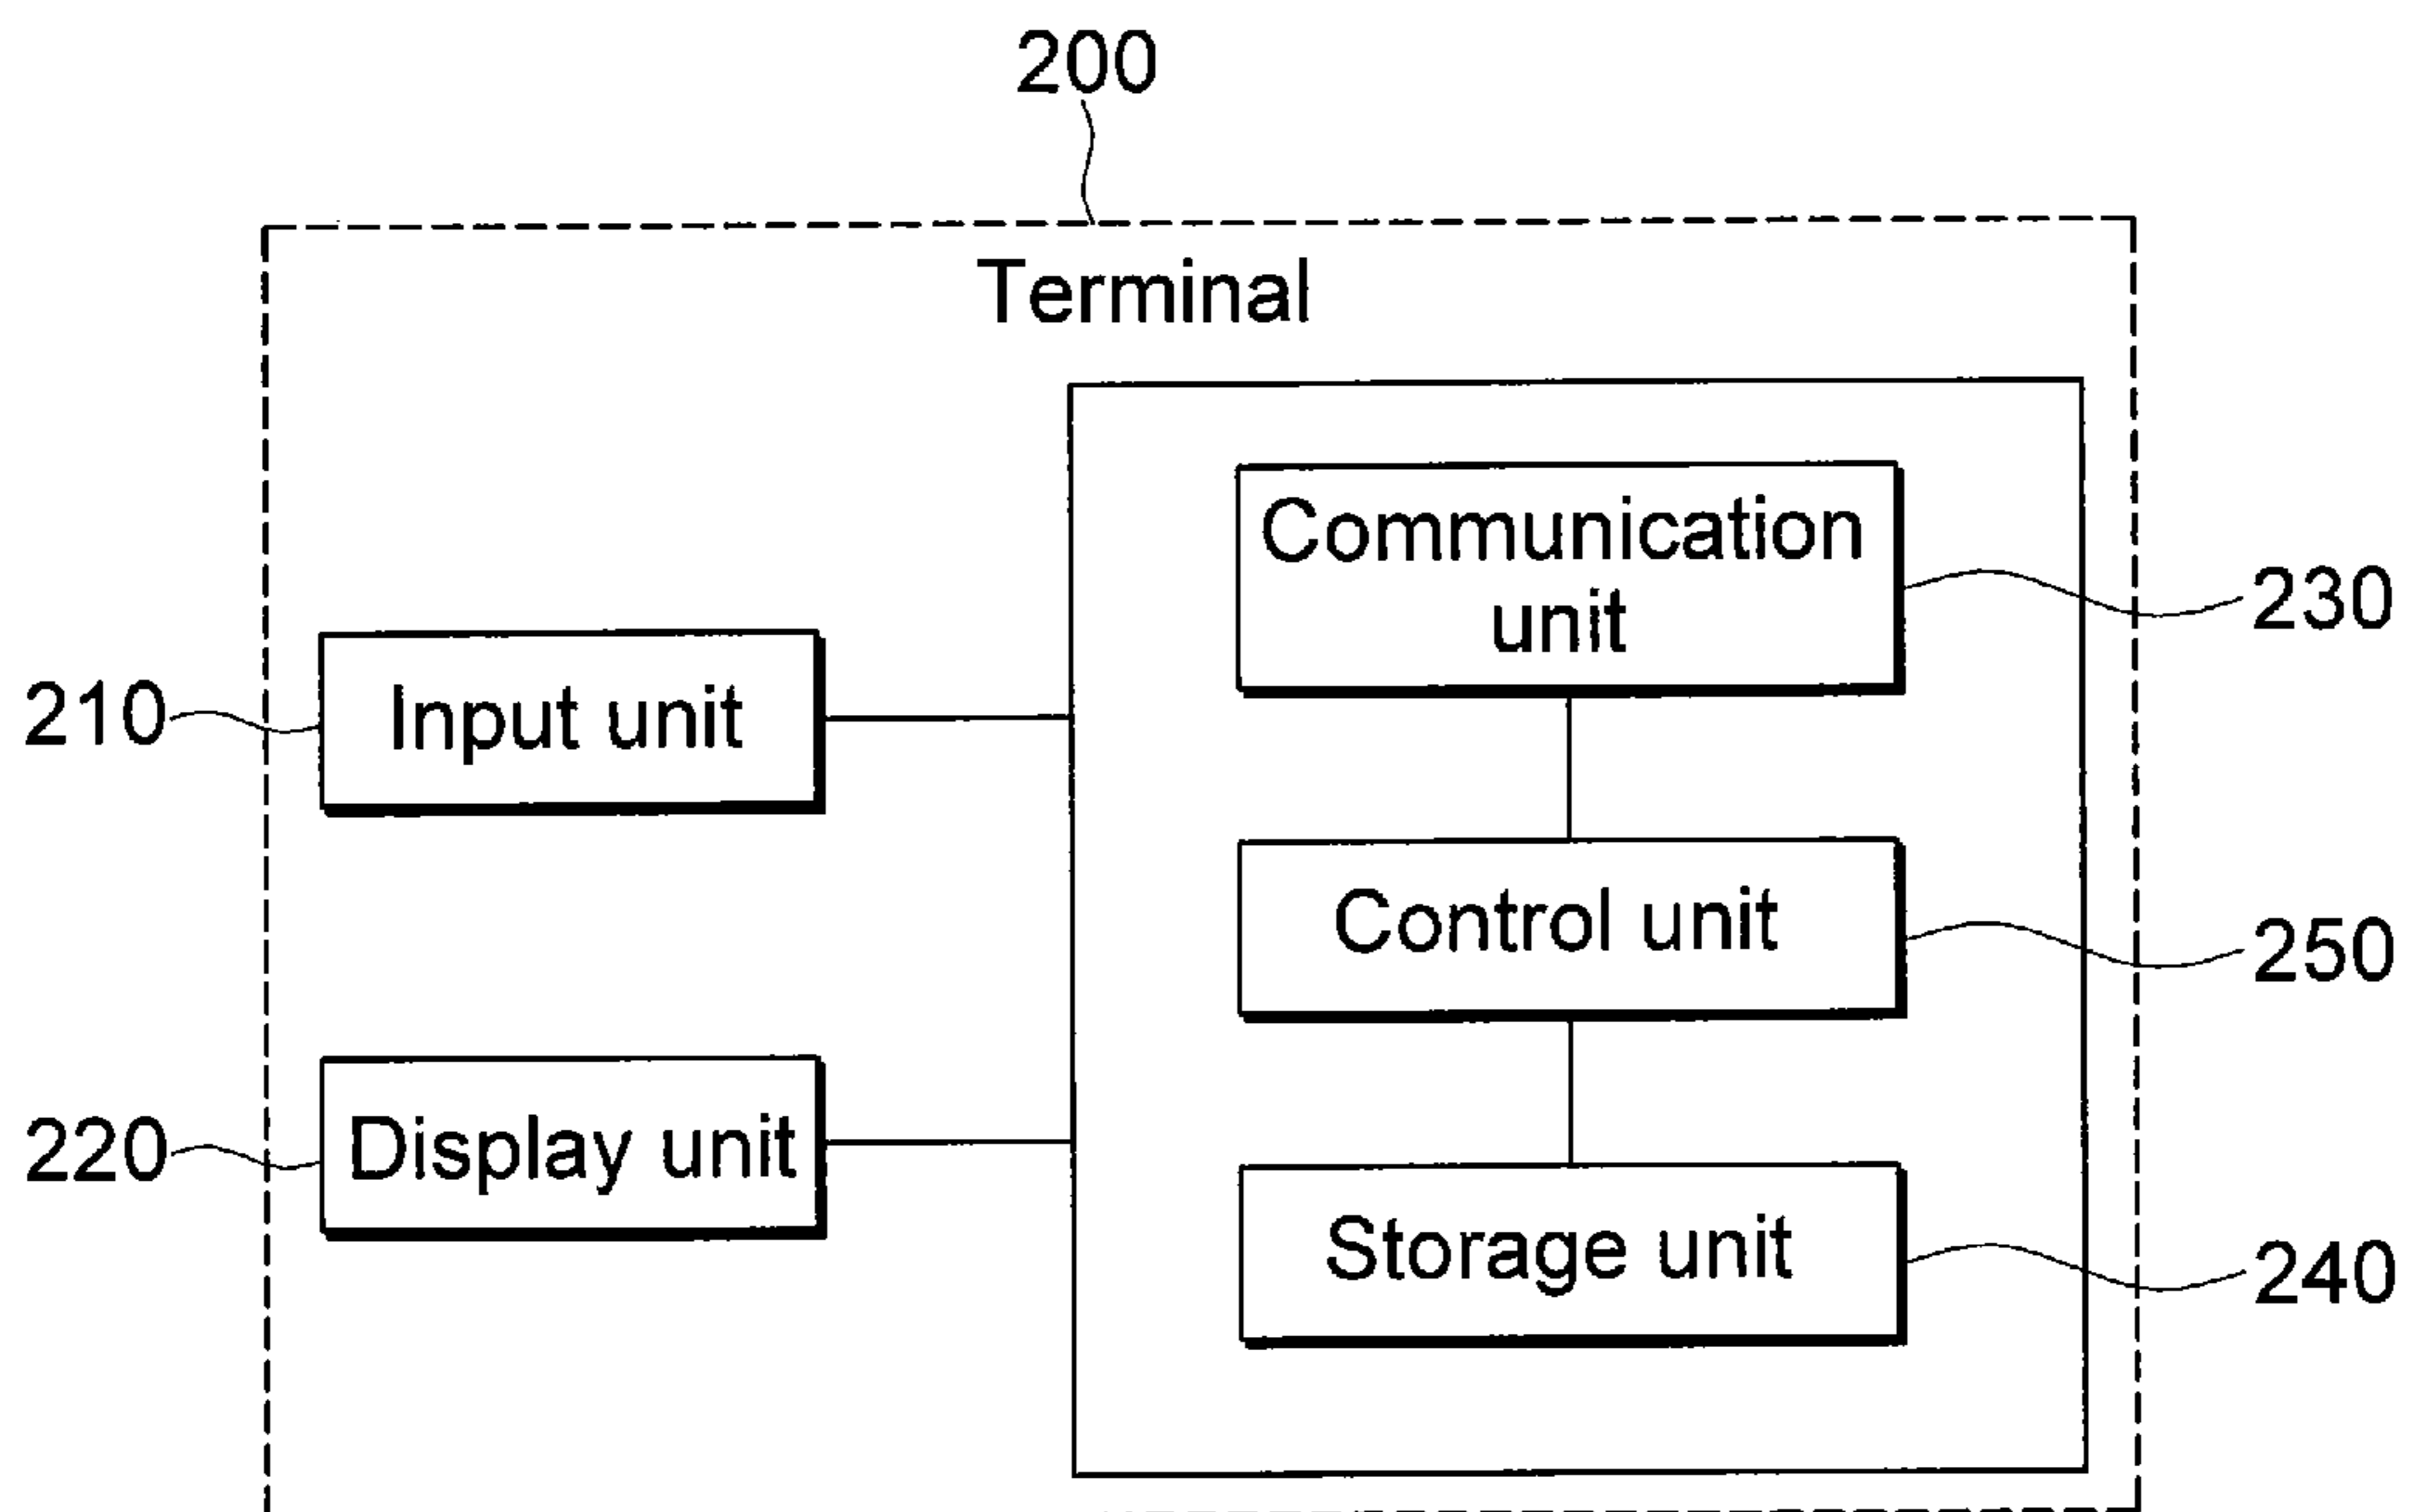 200
Terminal
Communication
unit
230
210
Input unit
Control unit
250
220
Display unit
Storage unit
240